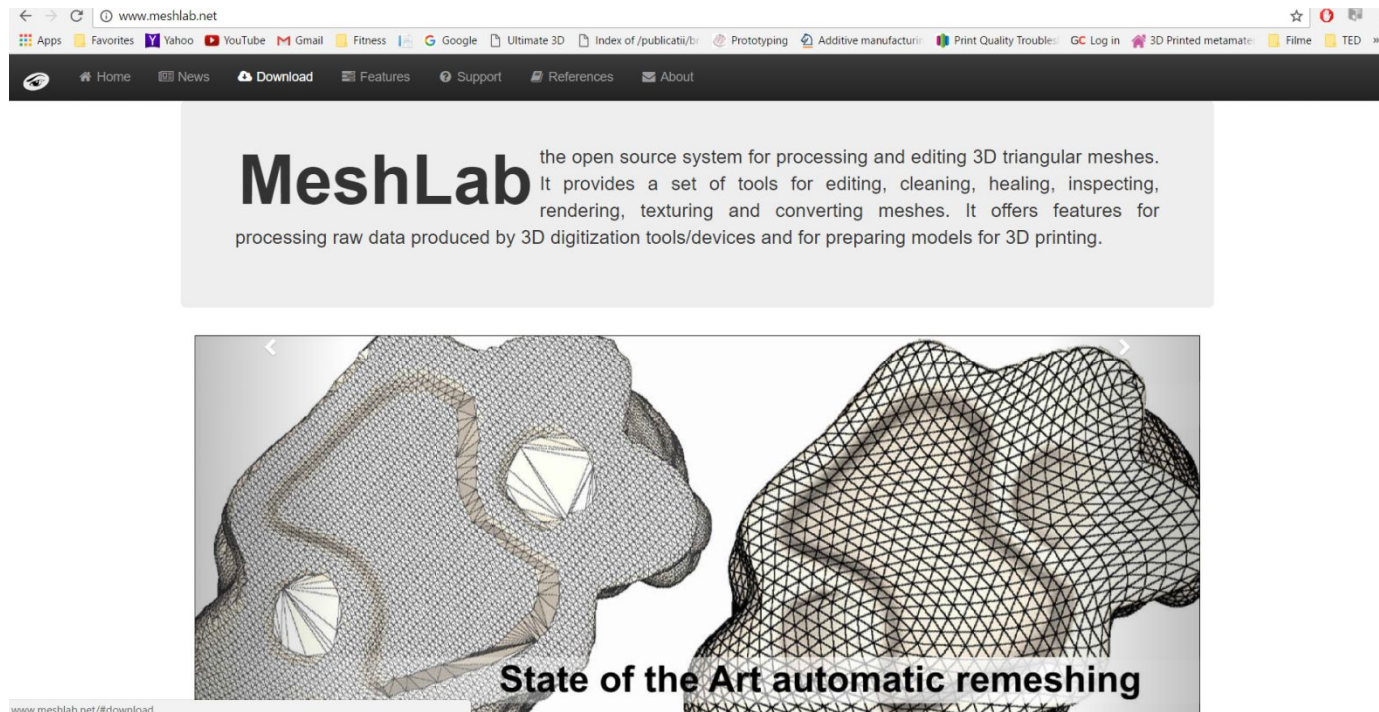 www.meshlab.net
Apps Favorites Yahoo YouTube Gmail Fitness Google Ultimate 3D Index of /publicatii/b Prototyping Additive manufacturin Print Quality Troubles GC Log in 3D Printed metamate Filme TED »
Home News Download Features Support References About
MeshLab the open source system for processing and editing 3D triangular meshes.
It provides a set of tools for editing, cleaning, healing, inspecting,
rendering, texturing and converting meshes. It offers features for
processing raw data produced by 3D digitization tools/devices and for preparing models for 3D printing.
State of the Art automatic remeshing
www.meshlab.net/#download